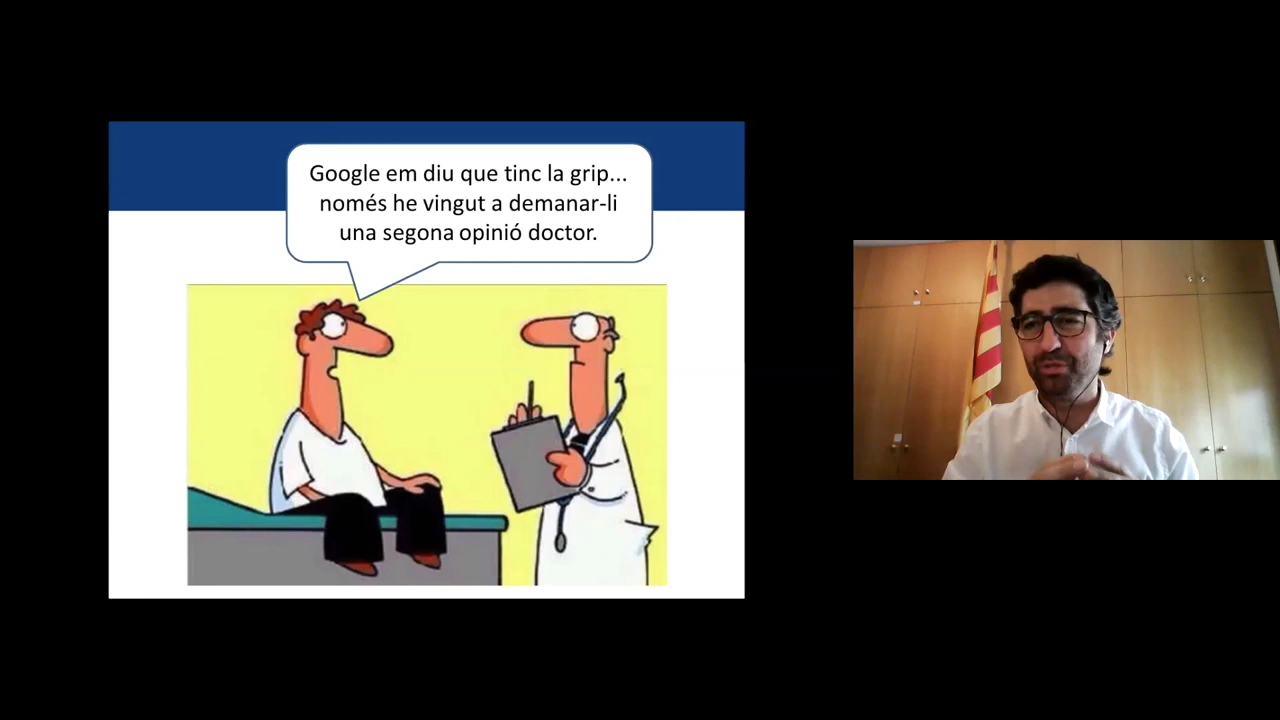 Google em diu que tinc la grip...
només he vingut a demanar-li
una segona opinió doctor.